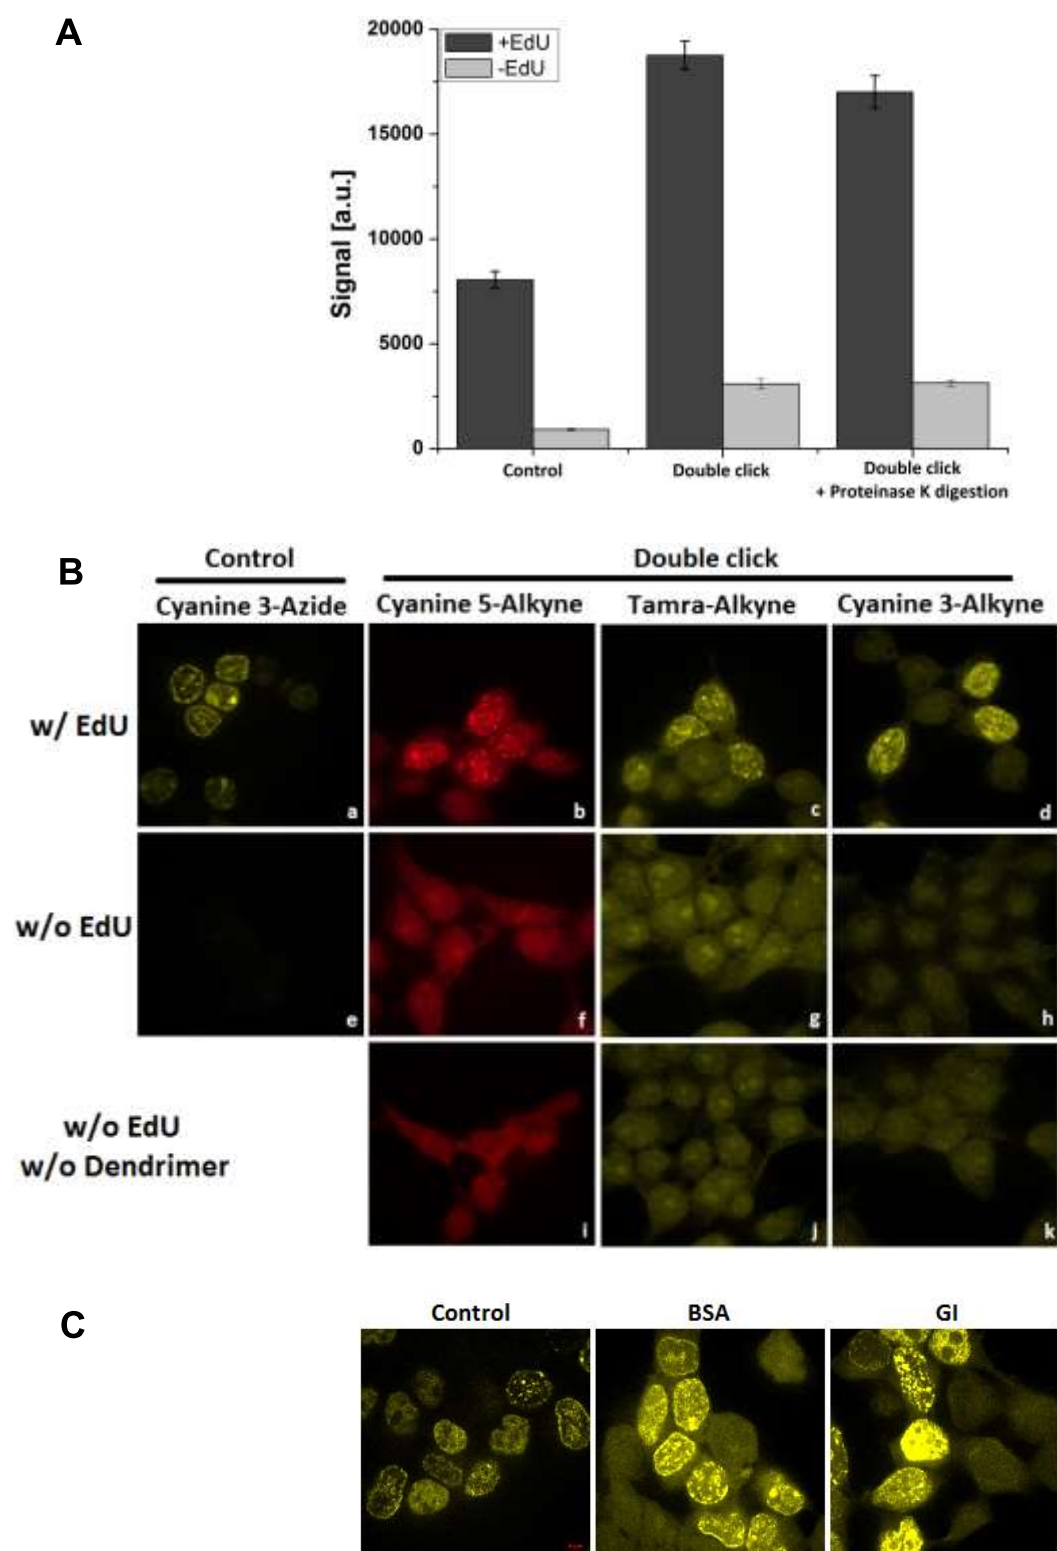 A
20000
+EdU
-EdU
15000
10000
5000
0
Signal [a.u.]
Control
Double click
Double click
+ Proteinase K digestion
B
Control
Double click
Cyanine 3-Azide
Cyanine 5-Alkyne
Tamra-Alkyne
Cyanine 3-Alkyne
w/ EdU
a
b
c
d
w/o EdU
e
f
g
h
w/o EdU
w/o Dendrimer
i
j
k
C
Control
BSA
GI